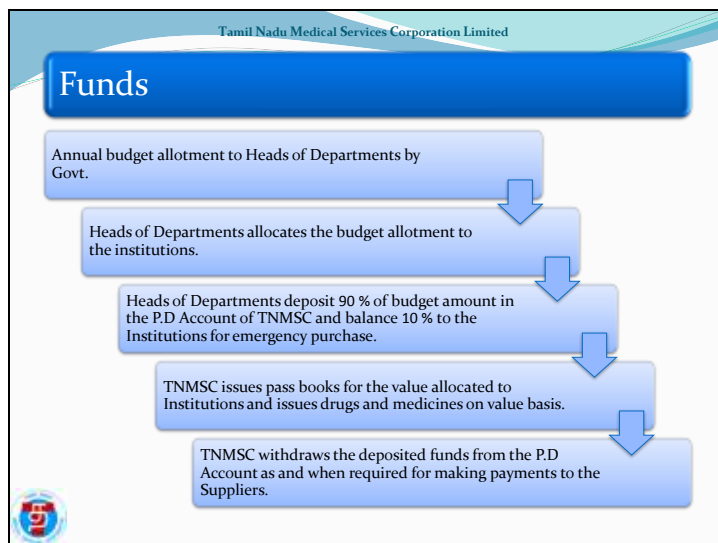 Tamil Nadu Medical Services Corporation Limited
Funds
Annual budget allotment to Heads of Departments by
Govt.
Heads of Departments allocates the budget allotment to
the institutions.
Heads of Departments deposit 90 % of budget amount in
the P.D Account of TNMSC and balance 10 % to the
Institutions for emergency purchase.
TNMSC issues pass books for the value allocated to
Institutions and issues drugs and medicines on value basis.
TNMSC withdraws the deposited funds from the P.D
Account as and when required for making payments to the
Suppliers.